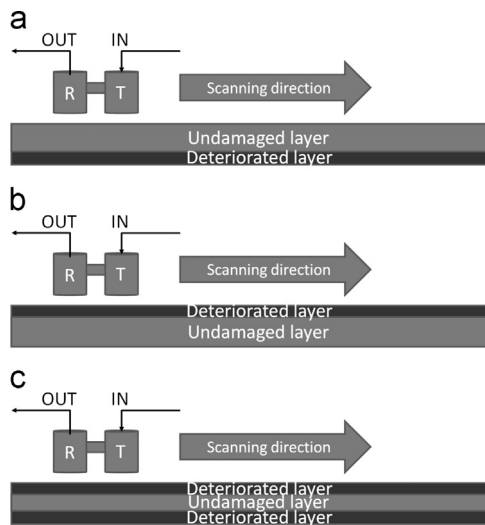 a
OUT IN
R T Scanning direction
Undamaged layer
Deteriorated layer
b
OUT IN
R T Scanning direction
Deteriorated layer
Undamaged layer
c
OUT IN
R T Scanning direction
Deteriorated layer
Undamaged layer
Deteriorated layer